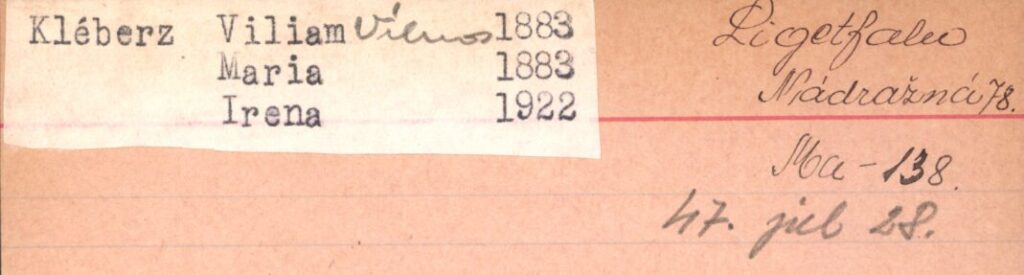 Kléberz Viliam Vilmos 1883 Ligetfalu
Maria 1883 Nádražná 78.
Irena 1922
Ma-138.
47. jul 28.